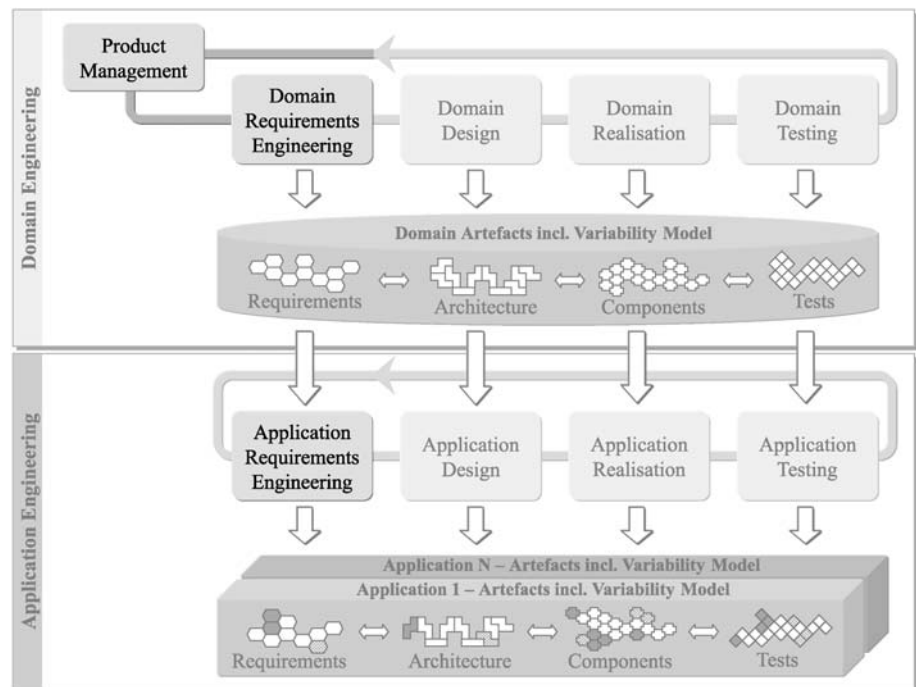 Domain Engineering
Product
Management
Domain
Requirements
Engineering
Domain
Design
Domain
Realisation
Domain
Testing
Domain Artefacts incl. Variability Model
Requirements
Architecture
Components
Tests
Application Engineering
Application
Requirements
Engineering
Application
Design
Application
Realisation
Application
Testing
Application N – Artefacts incl. Variability Model
Application 1 – Artefacts incl. Variability Model
Requirements
Architecture
Components
Tests